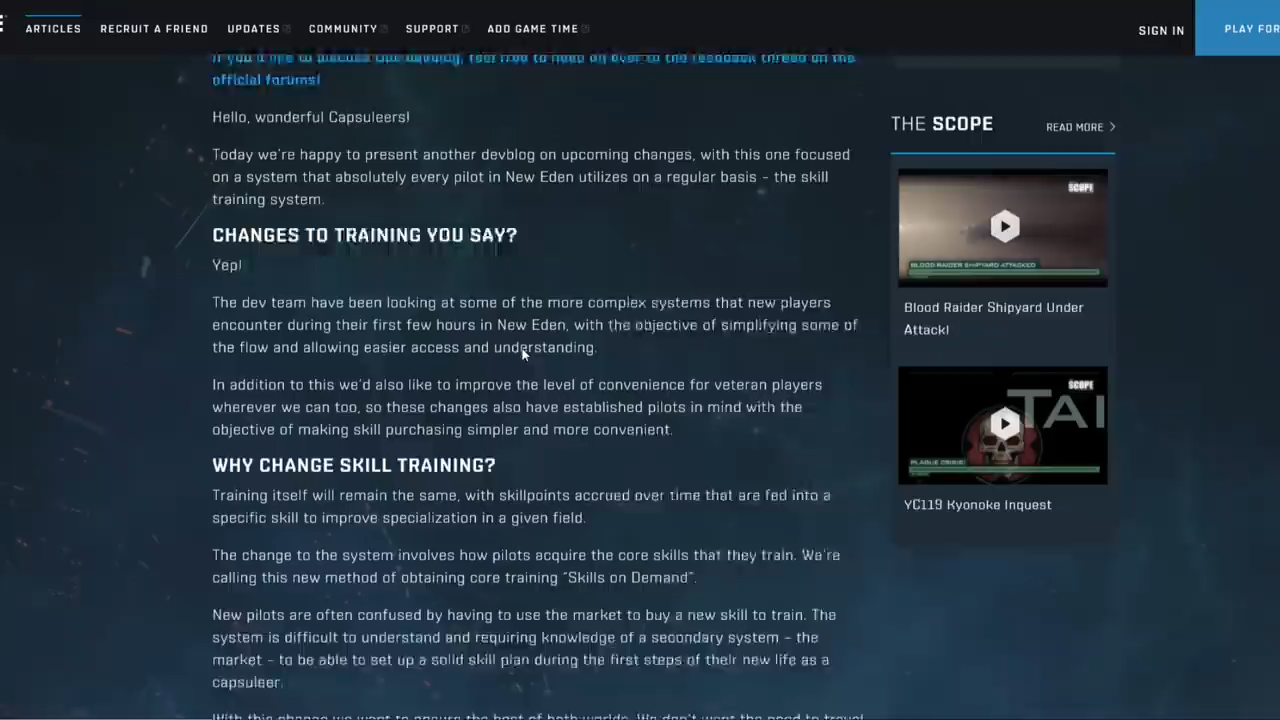 ARTICLES
RECRUIT A FRIEND
UPDATES
COMMUNITY
SUPPORT
ADD GAME TIME
SIGN IN
PLAY FOR
If you'd like to discuss this devblog, feel free to head on over to the feedback thread on the
official forums!
Hello, wonderful Capsuleers!
Today we're happy to present another devblog on upcoming changes, with this one focused
on a system that absolutely every pilot in New Eden utilizes on a regular basis – the skill
training system.
CHANGES TO TRAINING YOU SAY?
Yep!
The dev team have been looking at some of the more complex systems that new players
encounter during their first few hours in New Eden, with the objective of simplifying some of
the flow and allowing easier access and understanding.
In addition to this we'd also like to improve the level of convenience for veteran players
wherever we can too, so these changes also have established pilots in mind with the
objective of making skill purchasing simpler and more convenient.
WHY CHANGE SKILL TRAINING?
Training itself will remain the same, with skillpoints accrued over time that are fed into a
specific skill to improve specialization in a given field.
The change to the system involves how pilots acquire the core skills that they train. We're
calling this new method of obtaining core training "Skills on Demand".
New pilots are often confused by having to use the market to buy a new skill to train. The
system is difficult to understand and requiring knowledge of a secondary system – the
market – to be able to set up a solid skill plan during the first steps of their new life as a
capsuleer.
With this change we want to ensure the best of both worlds. We don't want the need to travel
THE SCOPE
READ MORE
SCOPE
BLOOD RAIDER SHIPYARD ATTACKED
Blood Raider Shipyard Under
Attack!
SCOPE
TAI
PLAGUE CRISIS
YC119 Kyonoke Inquest